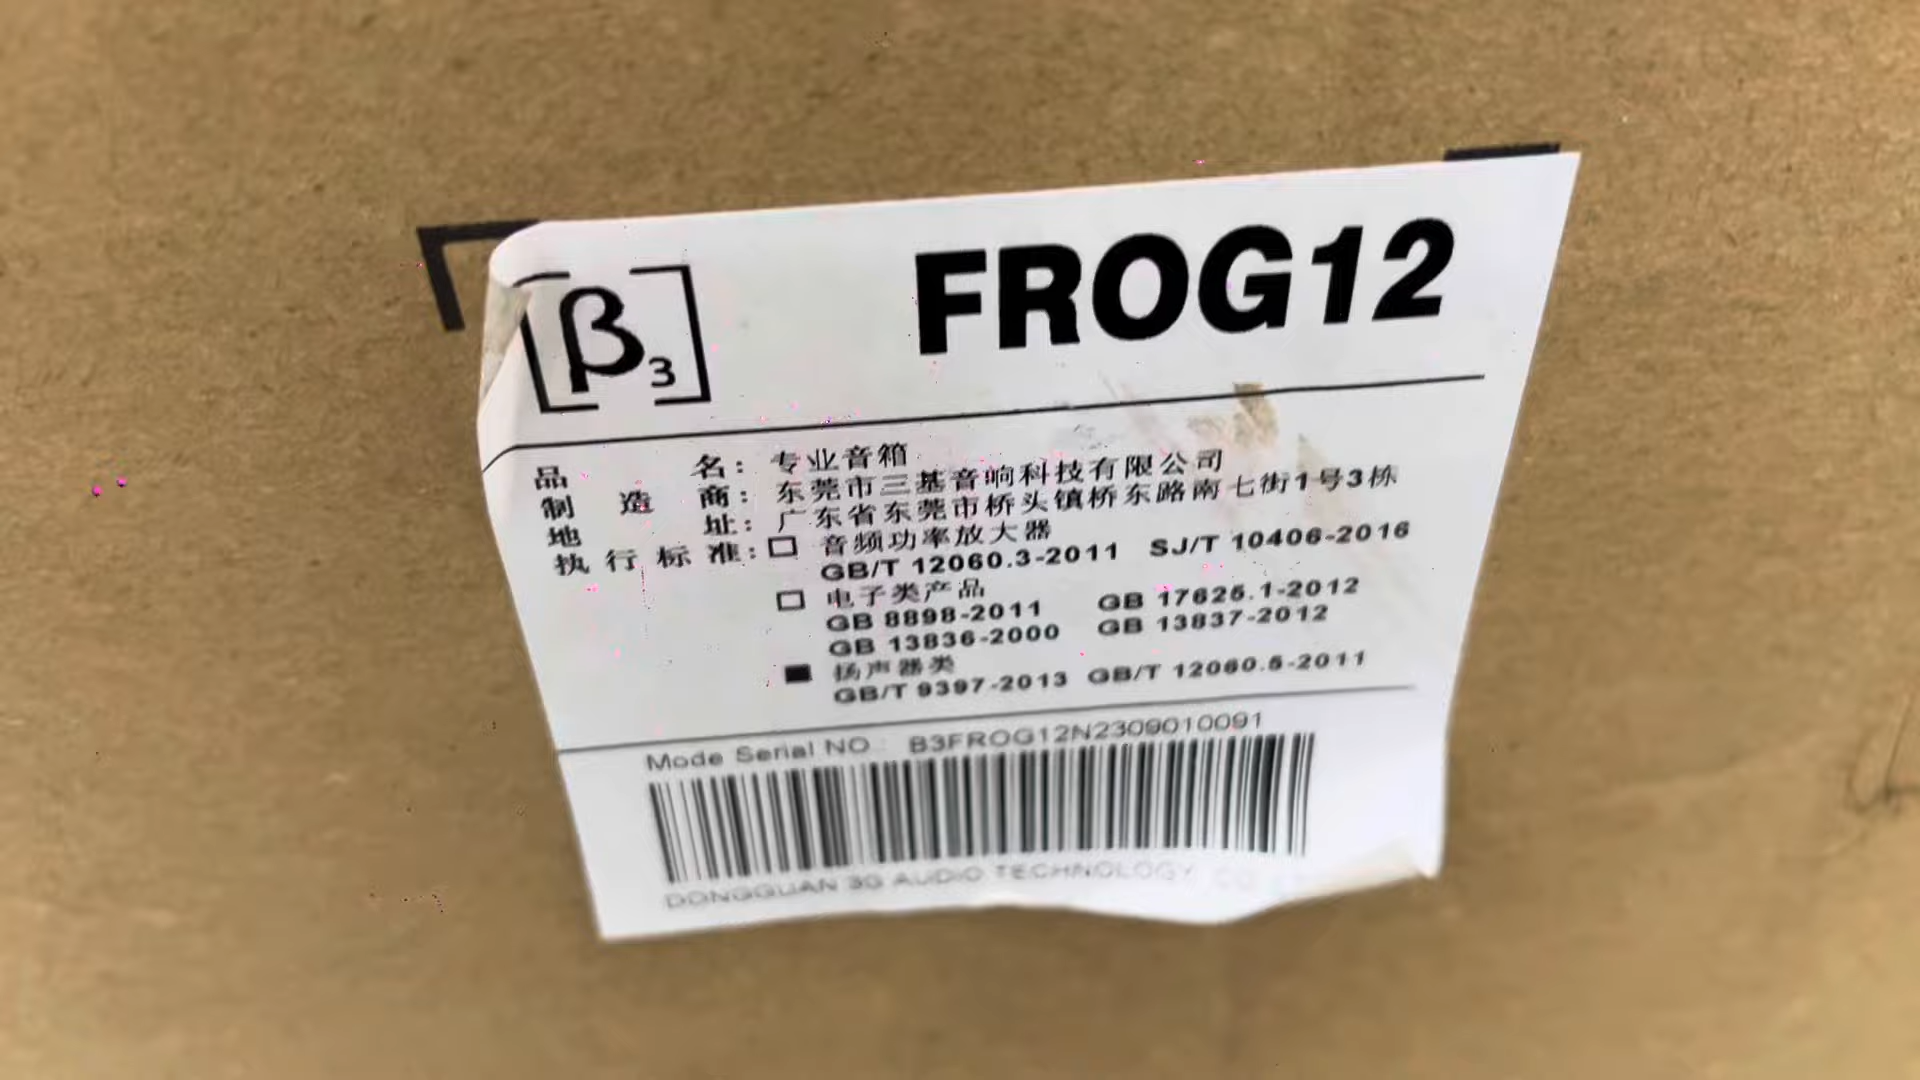 β3
FROG12
品名：专业音箱
制造商：东莞市三基音响科技有限公司
地址：广东省东莞市桥头镇桥东路南七街1号3栋
执行标准：□ 音频功率放大器
GB/T 12060.3-2011 SJ/T 10406-2016
□ 电子类产品
GB 8898-2011 GB 17625.1-2012
GB 13836-2000 GB 13837-2012
■ 扬声器类
GB/T 9397-2013 GB/T 12060.5-2011
Mode Serial NO.: B3FROG12N2309010091
DONGGUAN 3G AUDIO TECHNOLOGY CO